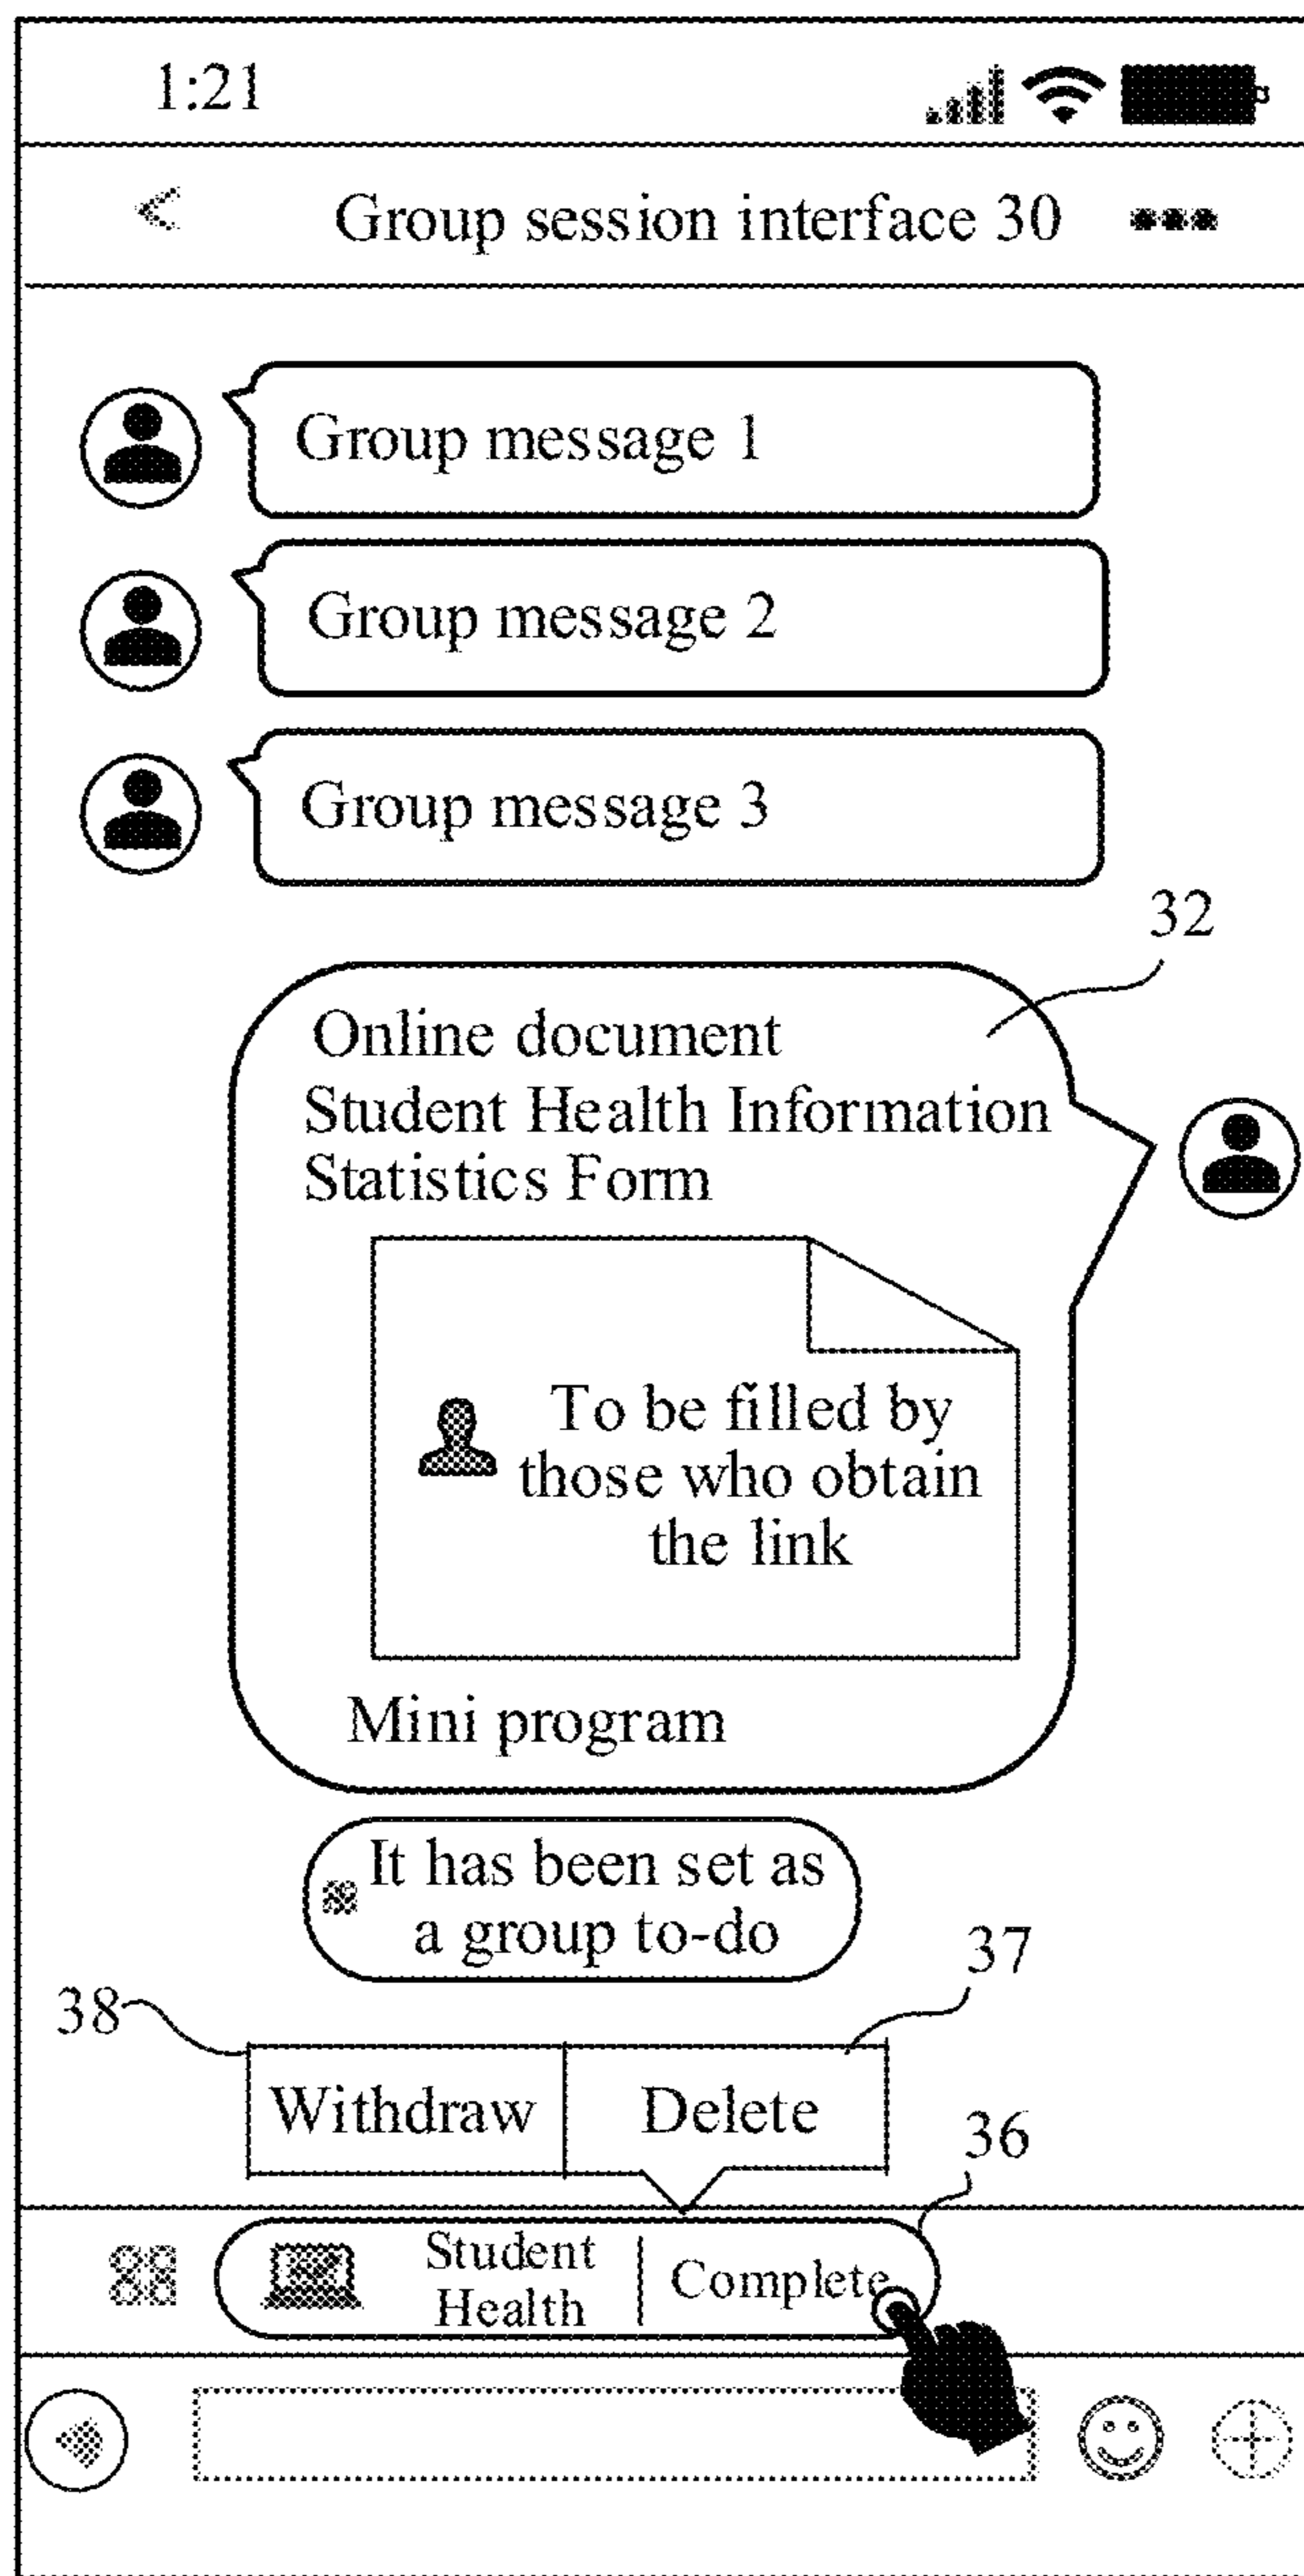 1:21
< Group session interface 30
Group message 1
Group message 2
Group message 3
32
Online document
Student Health Information
Statistics Form
To be filled by
those who obtain
the link
Mini program
It has been set as
a group to-do
37
38
Withdraw Delete
36
Student
Health
Complete